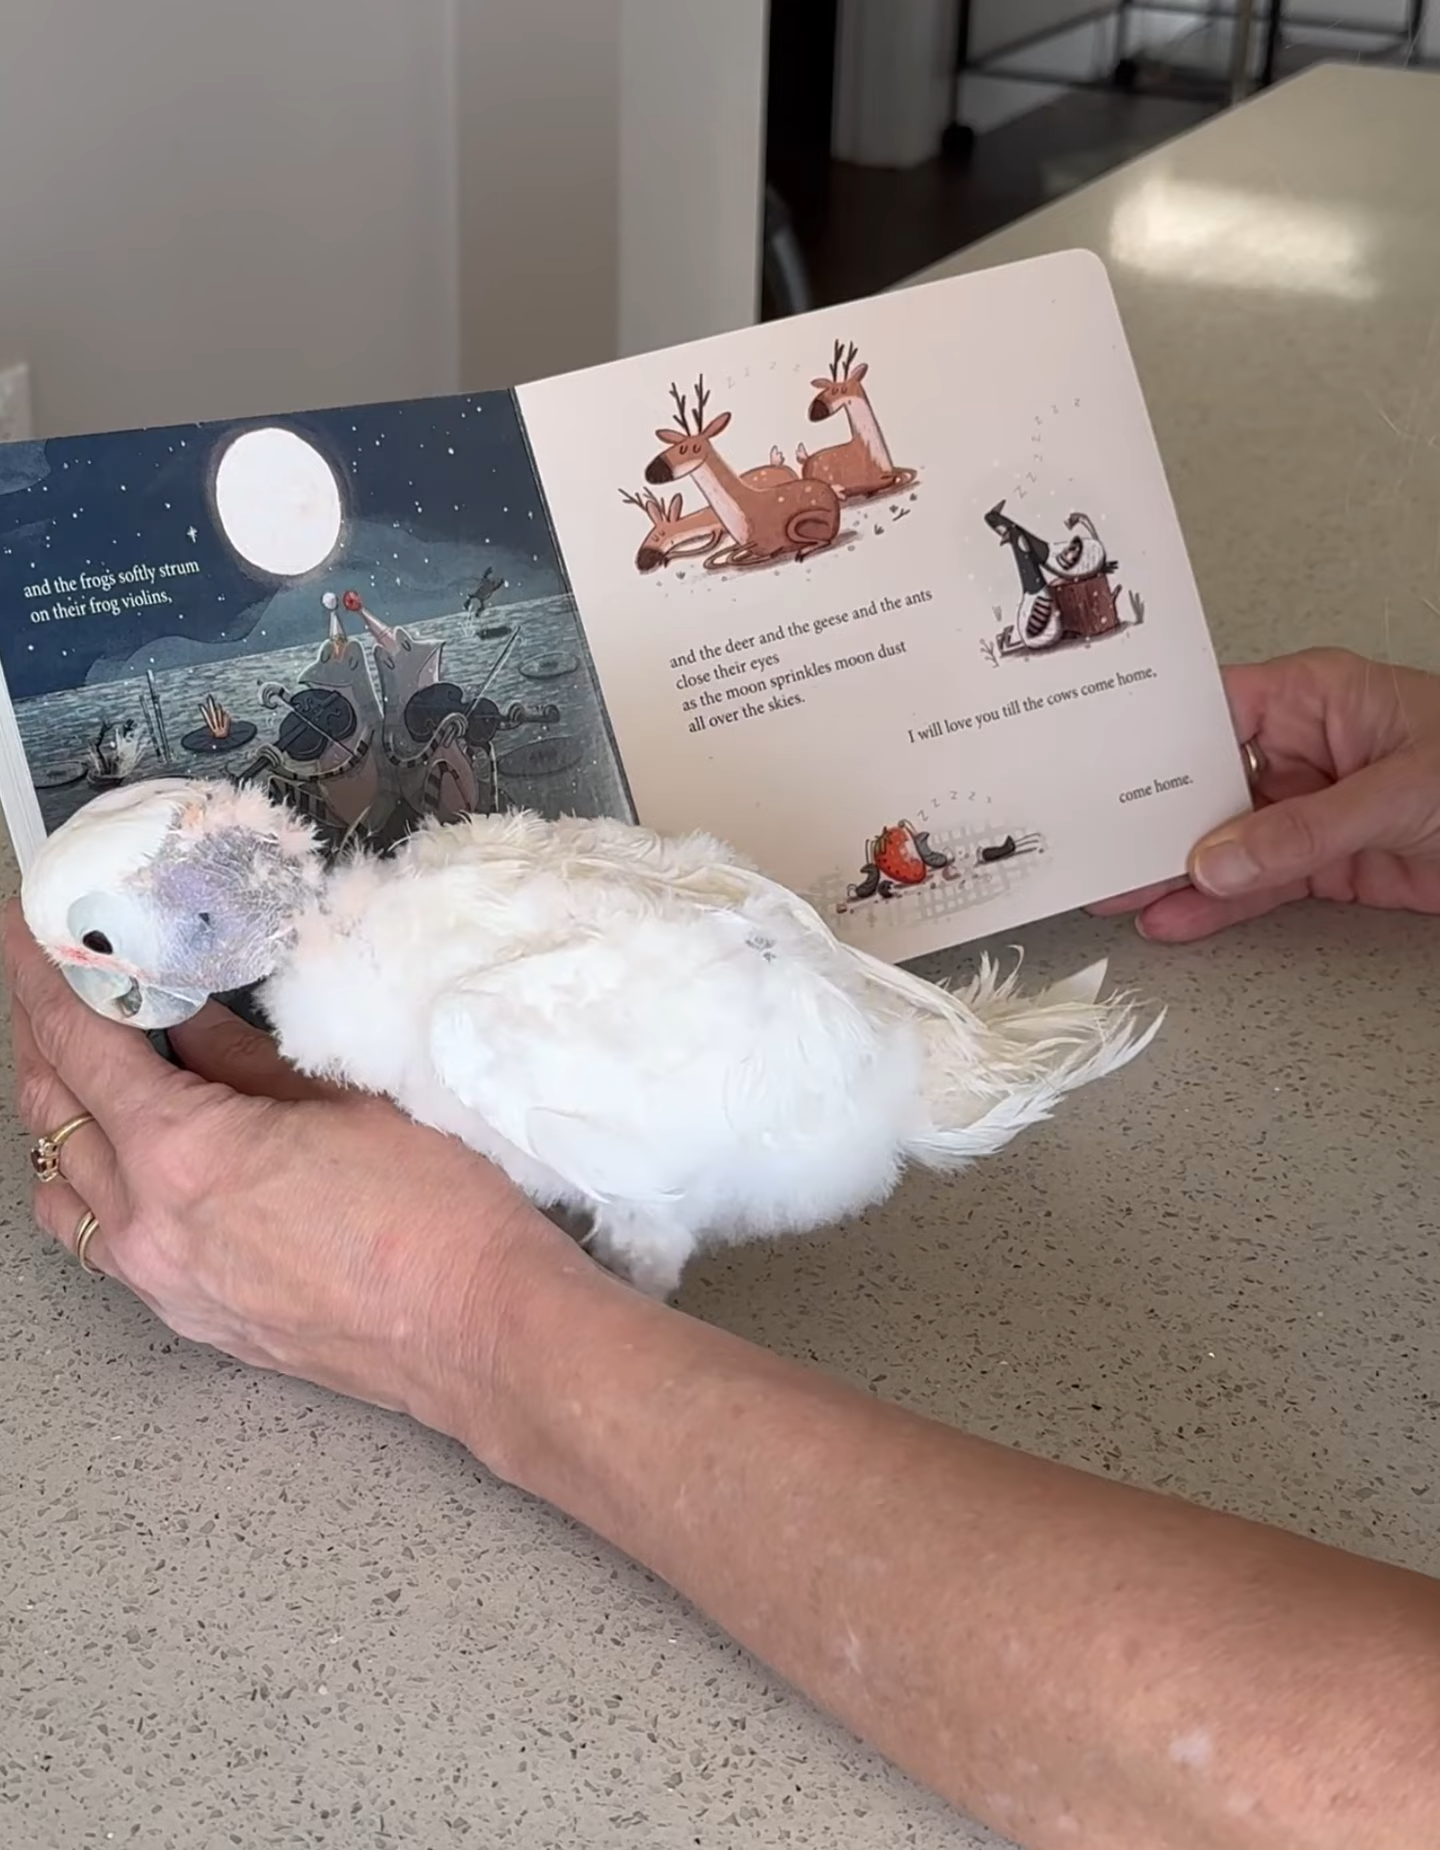 and the frogs softly strum
on their frog violins,
and the deer and the geese and the ants
close their eyes
as the moon sprinkles moon dust
all over the skies.
I will love you till the cows come home,
come home.